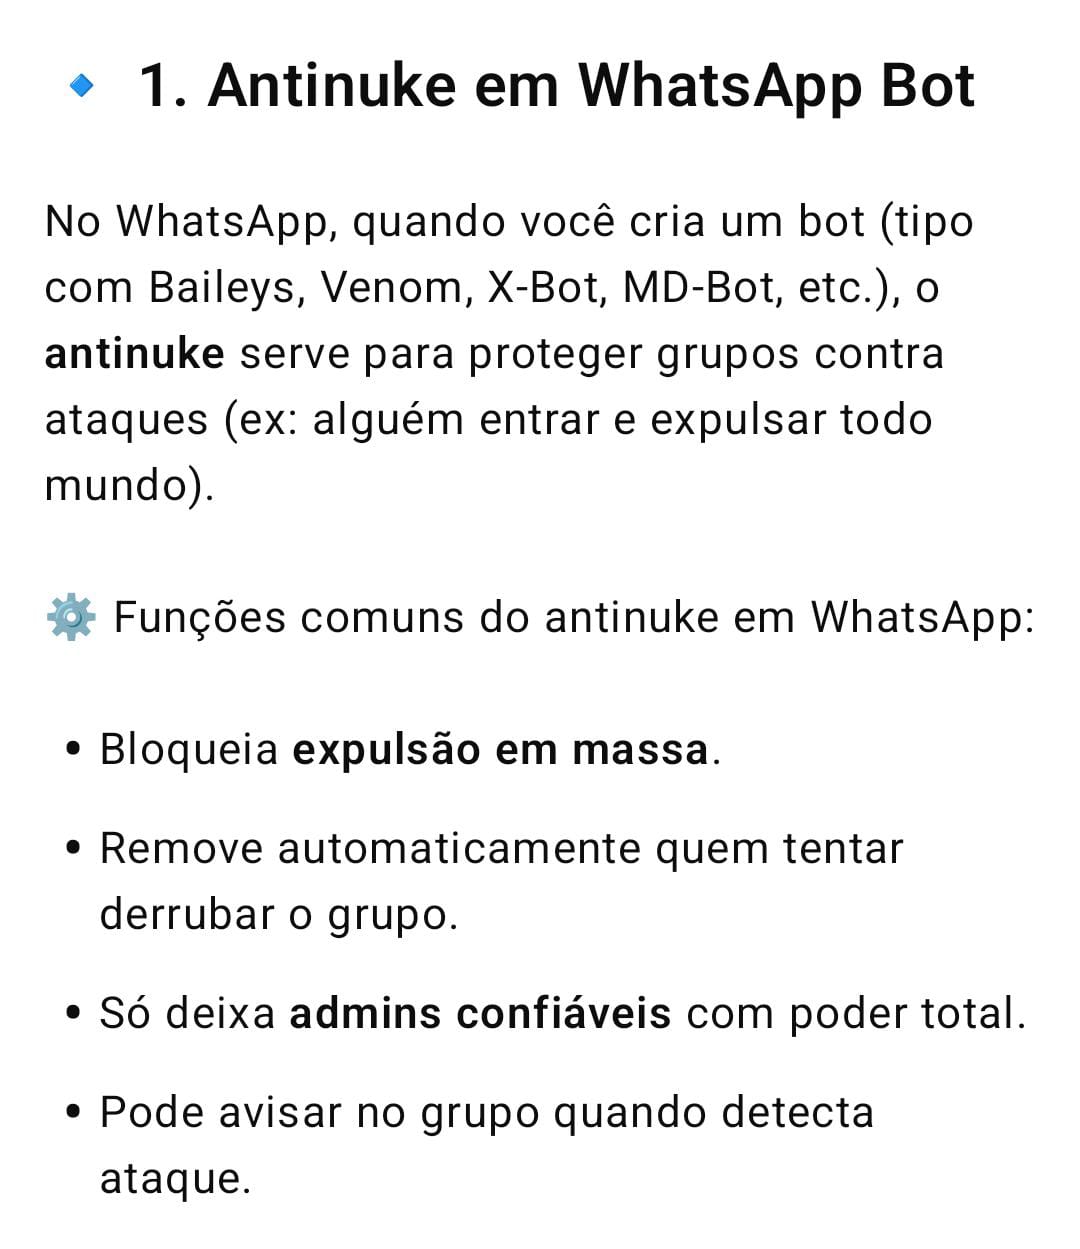 🔹 1. Antinuke em WhatsApp Bot
No WhatsApp, quando você cria um bot (tipo
com Baileys, Venom, X-Bot, MD-Bot, etc.), o
antinuke serve para proteger grupos contra
ataques (ex: alguém entrar e expulsar todo
mundo).
⚙️ Funções comuns do antinuke em WhatsApp:
• Bloqueia expulsão em massa.
• Remove automaticamente quem tentar
derrubar o grupo.
• Só deixa admins confiáveis com poder total.
• Pode avisar no grupo quando detecta
ataque.